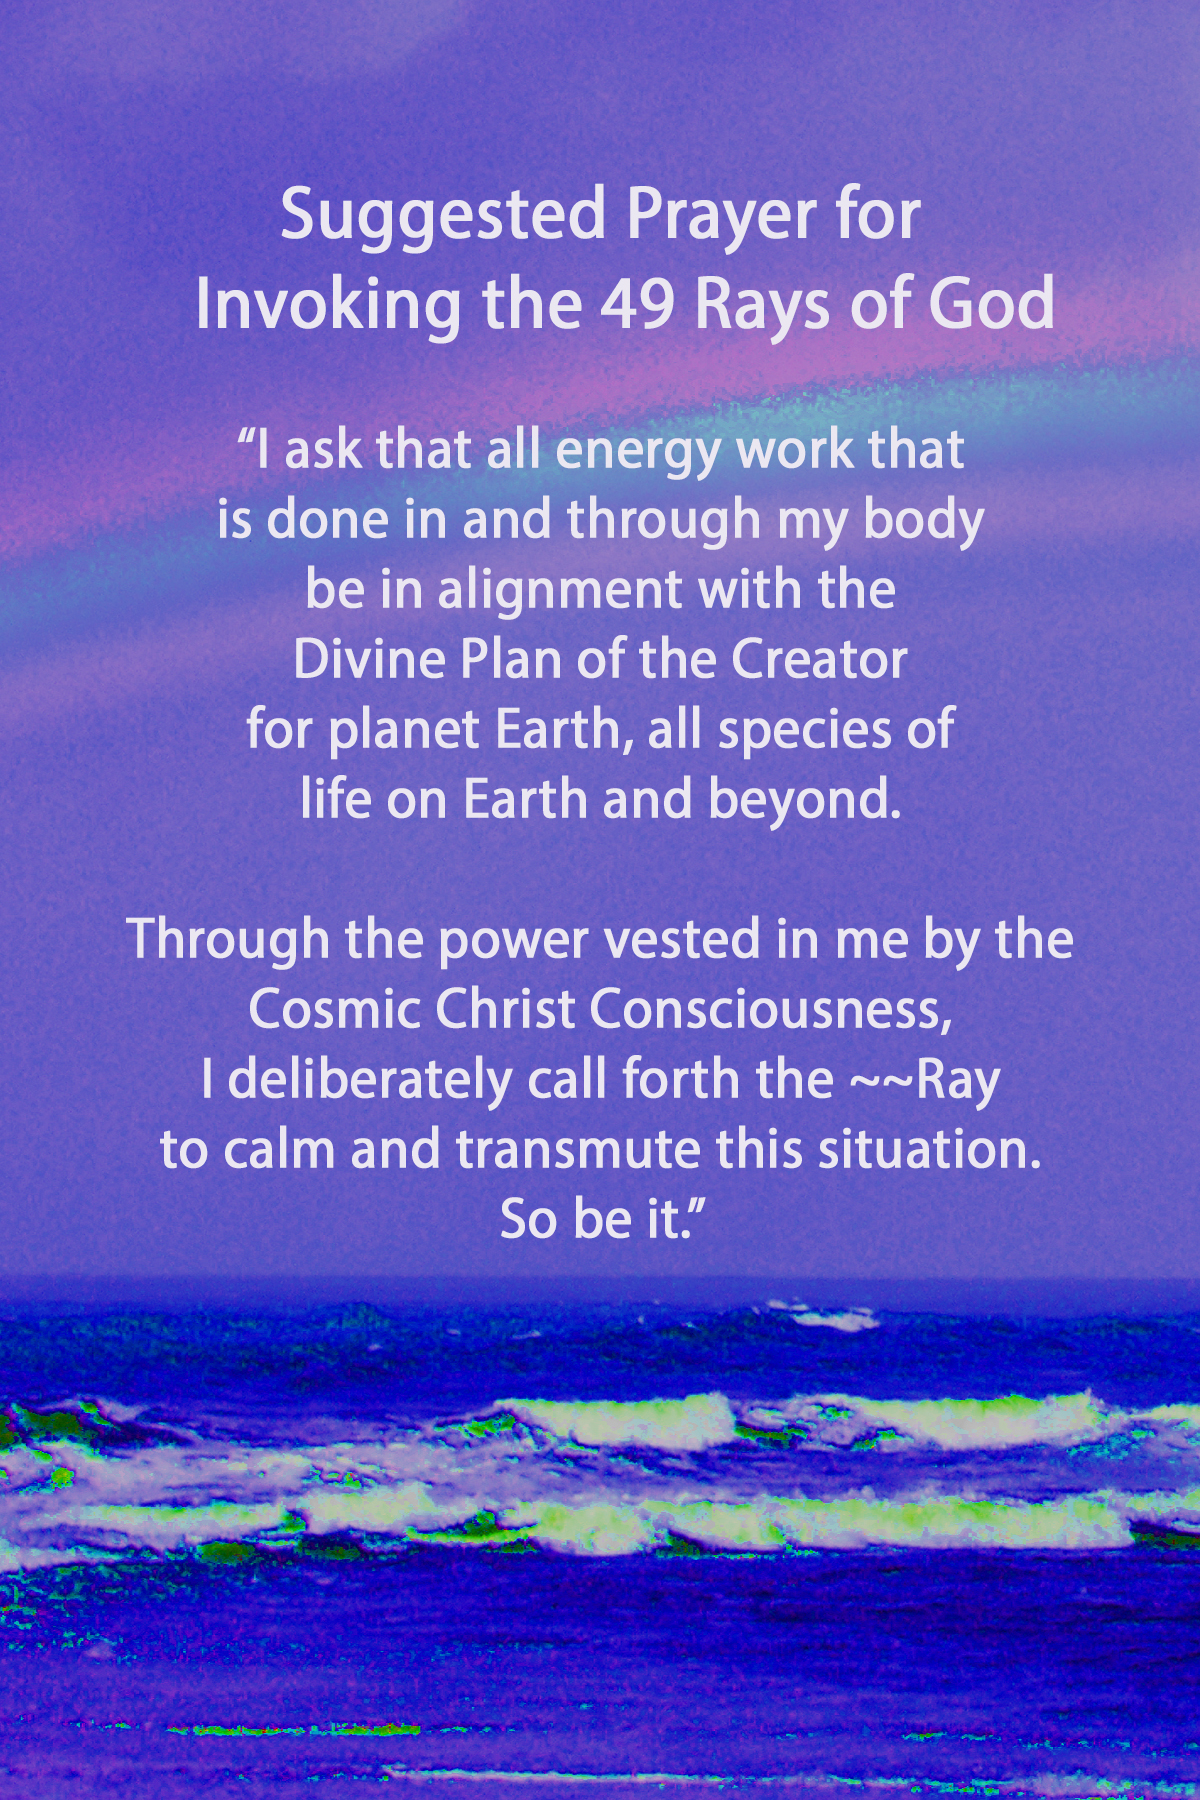 Suggested Prayer for
Invoking the 49 Rays of God
“I ask that all energy work that
is done in and through my body
be in alignment with the
Divine Plan of the Creator
for planet Earth, all species of
life on Earth and beyond.
Through the power vested in me by the
Cosmic Christ Consciousness,
I deliberately call forth the ~~Ray
to calm and transmute this situation.
So be it.”